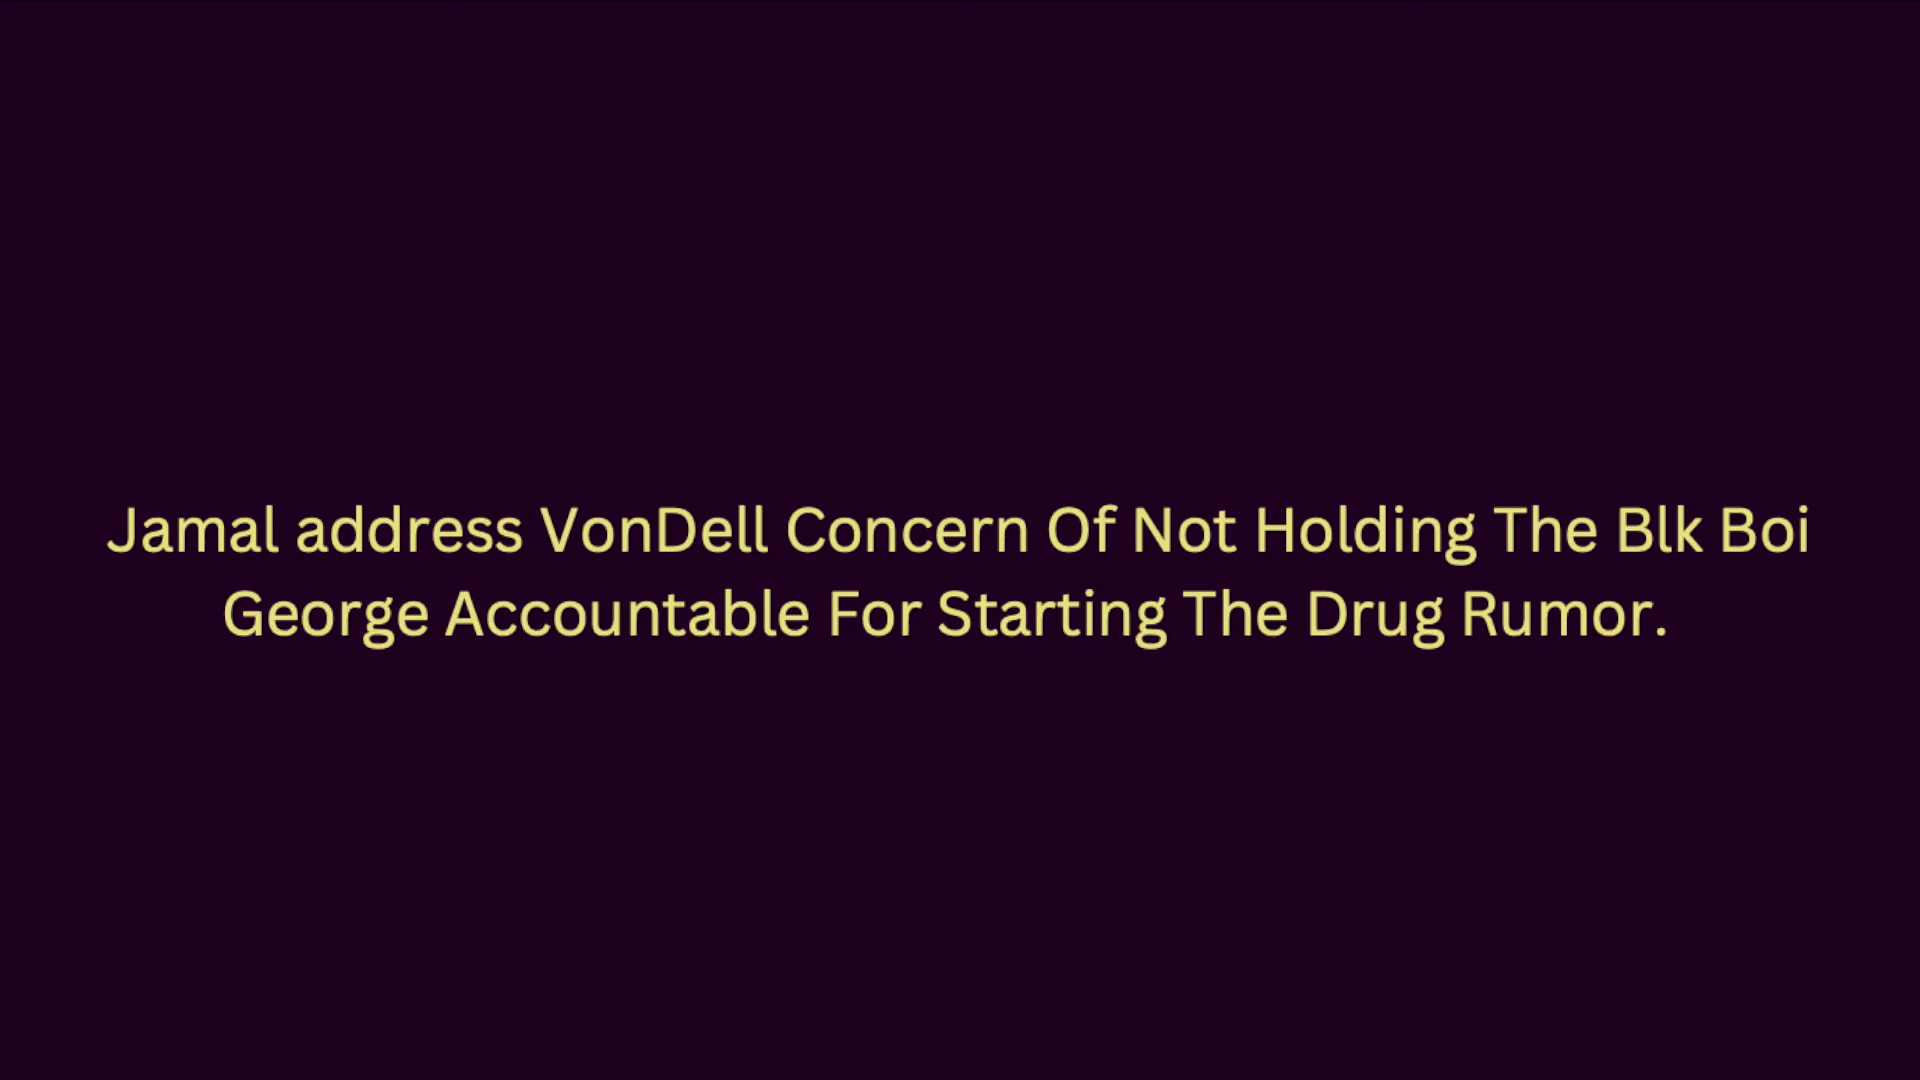 Jamal address VonDell Concern Of Not Holding The Blk Boi
George Accountable For Starting The Drug Rumor.